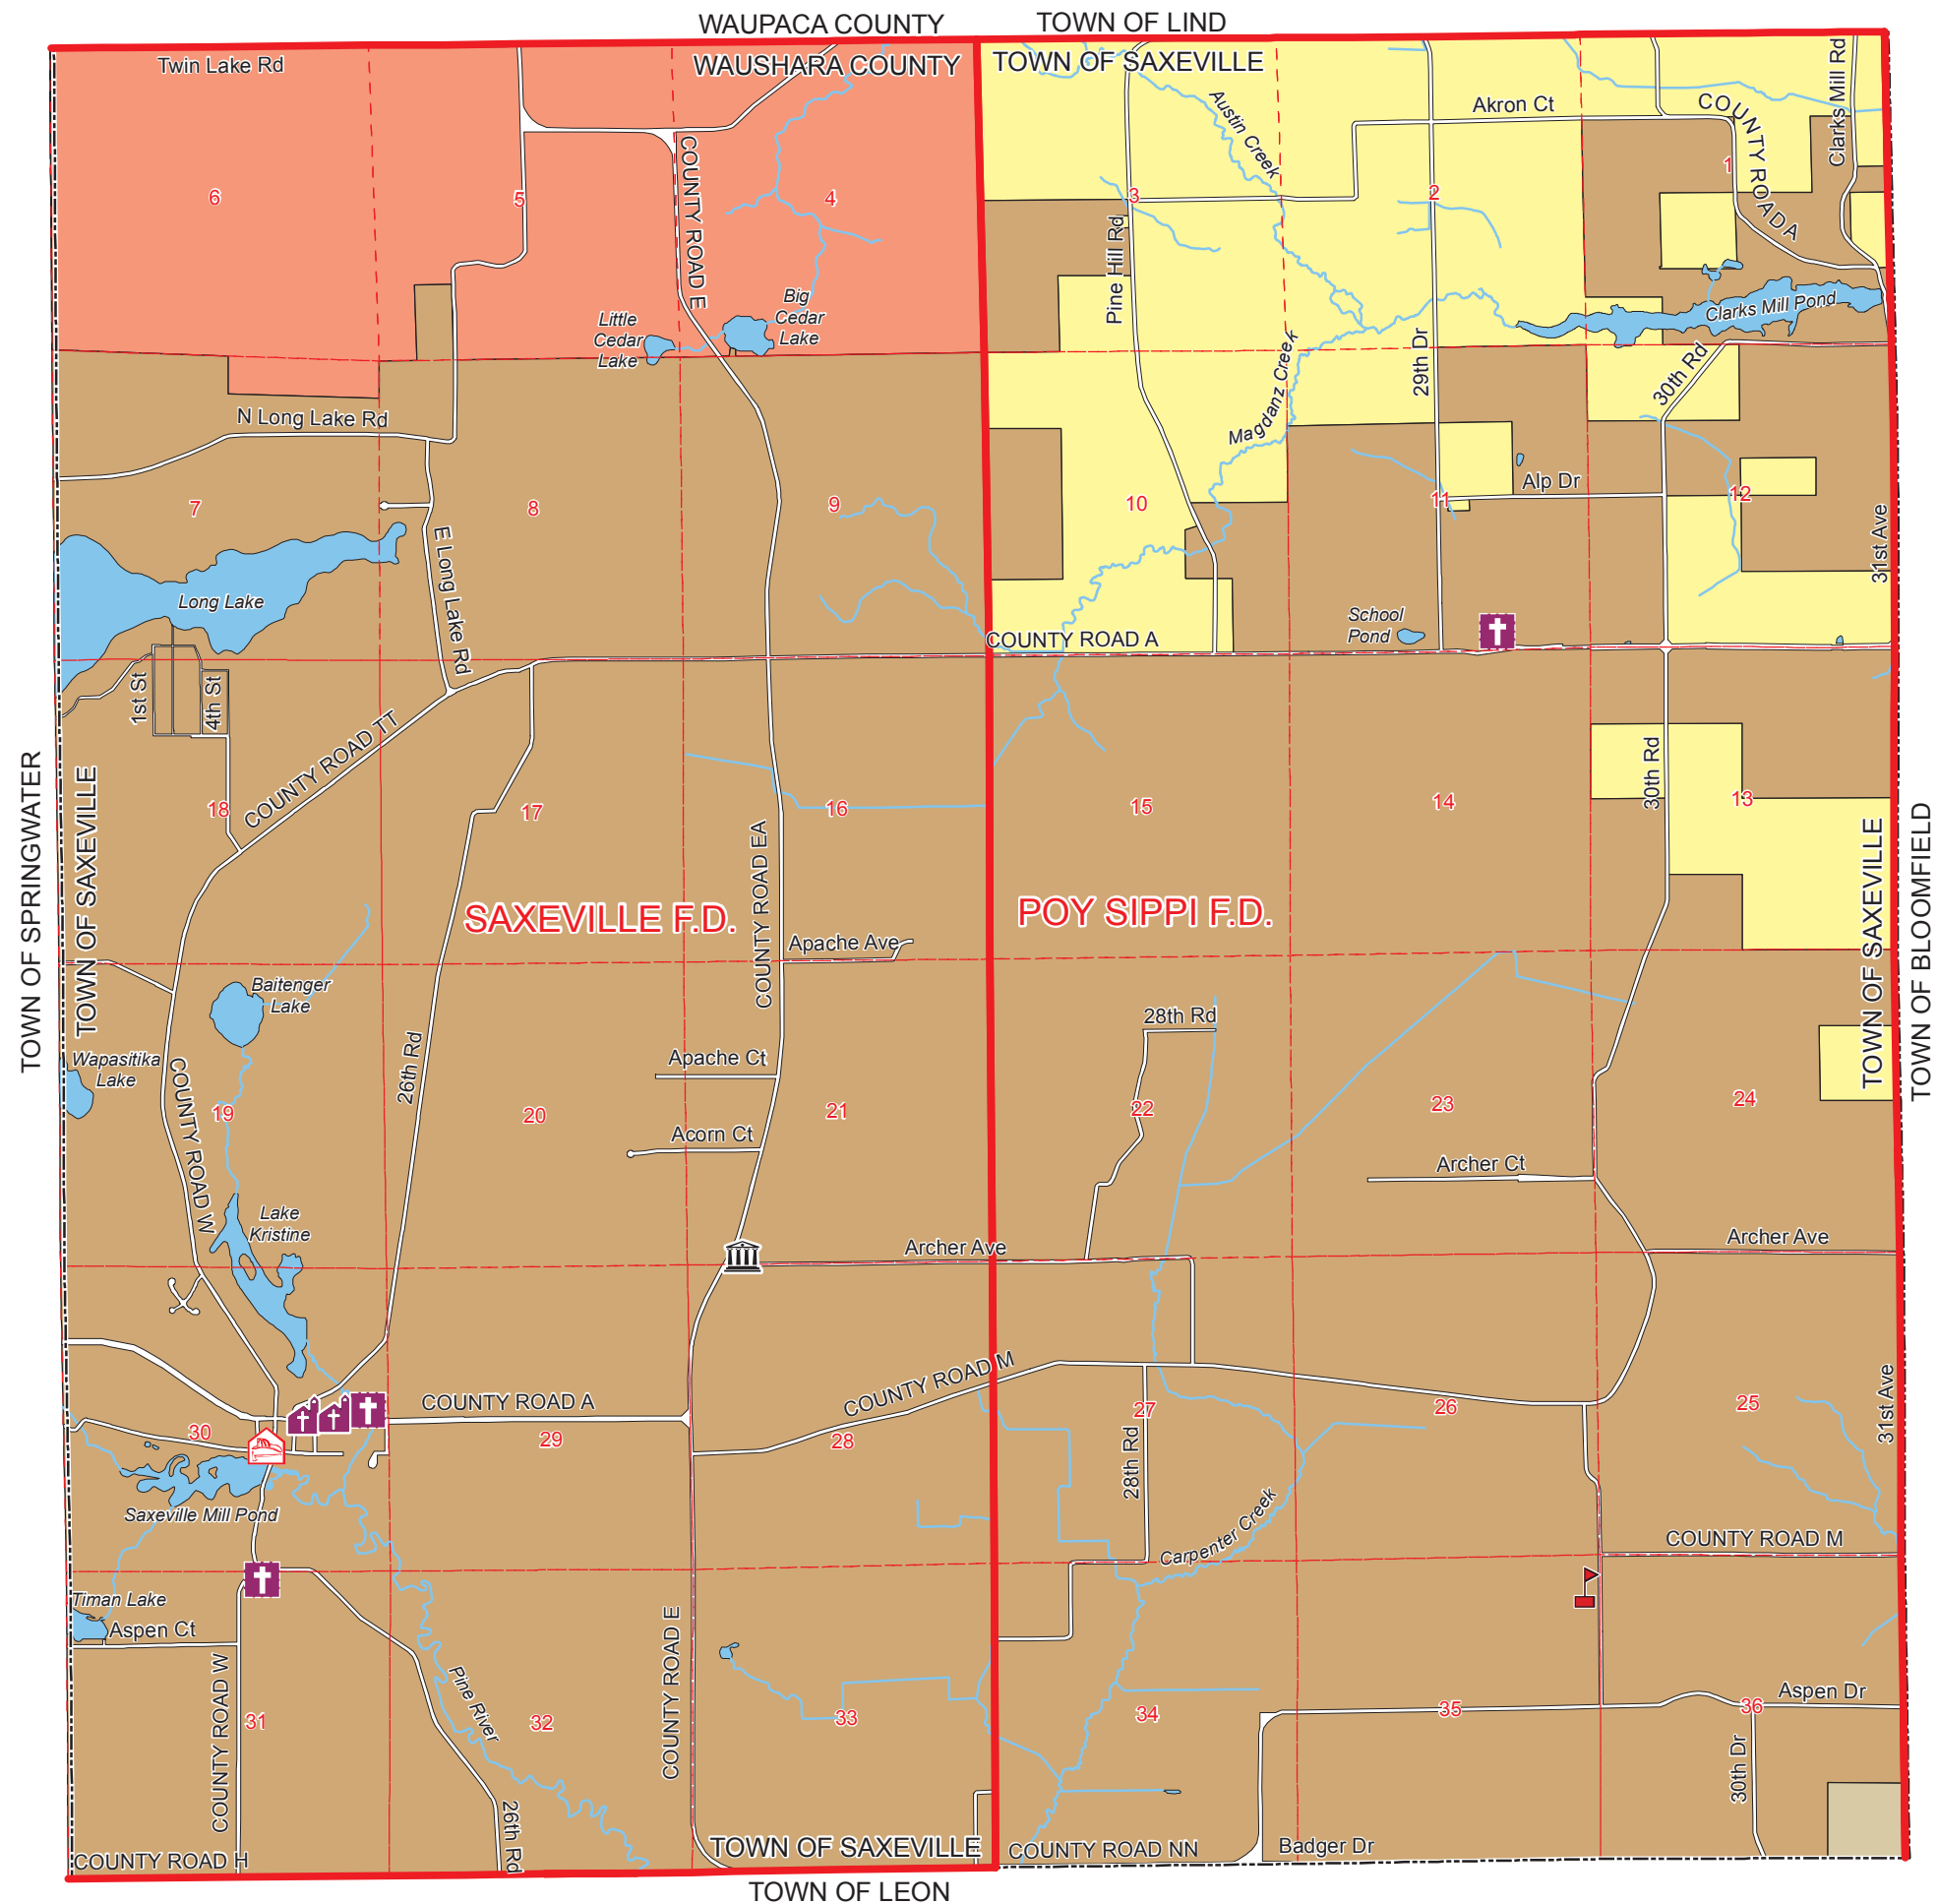 WAUPACA COUNTY
TOWN OF LIND
Twin Lake Rd
WAUSHARA COUNTY
TOWN OF SAXEVILLE
Akron Ct
COUNTY ROAD A
Clarks Mill Rd
Austin Creek
COUNTY ROAD E
6
5
4
3
2
1
Pine Hill Rd
Big
Cedar
Lake
Little
Cedar
Lake
Clarks Mill Pond
Magdanz Creek
29th Dr
30th Rd
N Long Lake Rd
Alp Dr
7
8
9
10
11
12
31st Ave
E Long Lake Rd
Long Lake
School
Pond
COUNTY ROAD A
1st St
4th St
COUNTY ROAD TT
30th Rd
18
17
16
15
14
13
TOWN OF SPRINGWATER
TOWN OF SAXEVILLE
COUNTY ROAD EA
TOWN OF SAXEVILLE
TOWN OF BLOOMFIELD
SAXEVILLE F.D.
POY SIPPI F.D.
Apache Ave
Baitenger
Lake
28th Rd
Wapasitika
Lake
26th Rd
Apache Ct
COUNTY ROAD W
19
20
21
22
23
24
Acorn Ct
Archer Ct
Lake
Kristine
Archer Ave
Archer Ave
COUNTY ROAD M
COUNTY ROAD A
31st Ave
30
29
28
27
26
25
28th Rd
Saxeville Mill Pond
Carpenter Creek
COUNTY ROAD M
Timan Lake
Aspen Ct
COUNTY ROAD W
Pine River
COUNTY ROAD E
Aspen Dr
31
32
33
34
35
36
30th Dr
26th Rd
TOWN OF SAXEVILLE
COUNTY ROAD NN
Badger Dr
COUNTY ROAD H
TOWN OF LEON